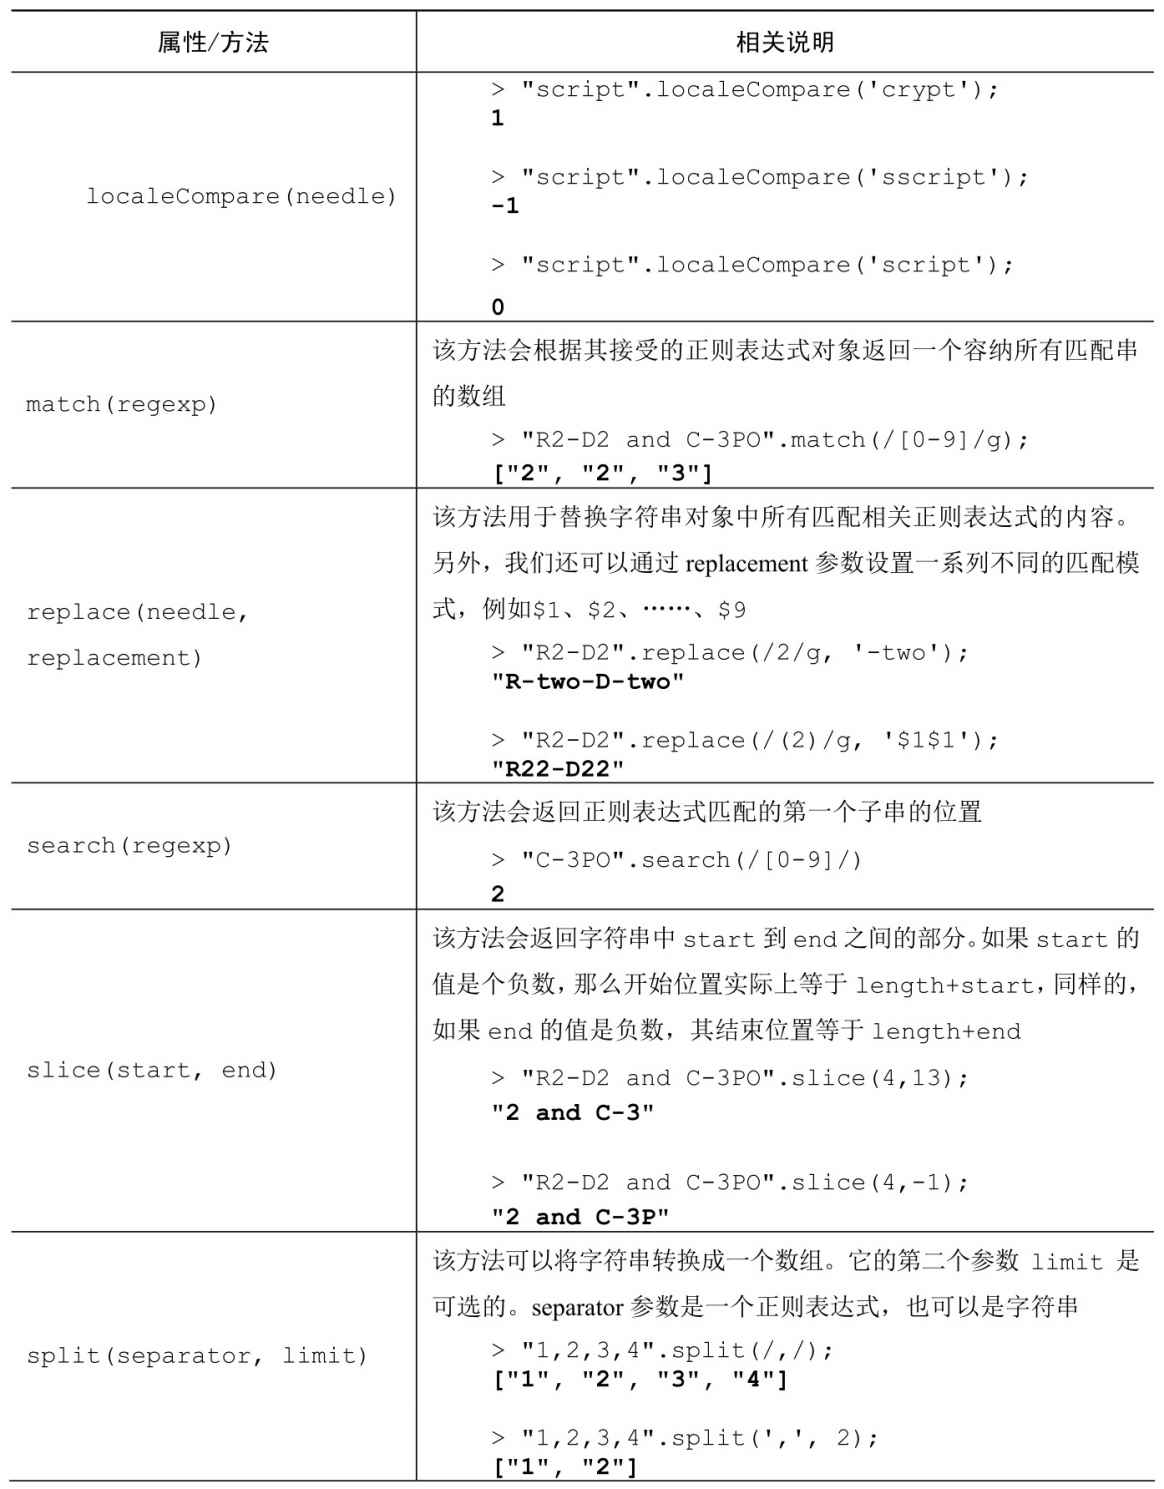 属性/方法
相关说明
localeCompare(needle)
> "script".localeCompare('crypt');
1
> "script".localeCompare('sscript');
-1
> "script".localeCompare('script');
0
match(regexp)
该方法会根据其接受的正则表达式对象返回一个容纳所有匹配串
的数组
> "R2-D2 and C-3PO".match(/[0-9]/g);
["2", "2", "3"]
replace(needle,
replacement)
该方法用于替换字符串对象中所有匹配相关正则表达式的内容。
另外，我们还可以通过 replacement 参数设置一系列不同的匹配模
式，例如$1、$2、……、$9
> "R2-D2".replace(/2/g, '-two');
"R-two-D-two"
> "R2-D2".replace(/(2)/g, '$1$1');
"R22-D22"
search(regexp)
该方法会返回正则表达式匹配的第一个子串的位置
> "C-3PO".search(/[0-9]/)
2
slice(start, end)
该方法会返回字符串中 start 到 end 之间的部分。如果 start 的
值是个负数，那么开始位置实际上等于 length+start，同样的，
如果 end 的值是负数，其结束位置等于 length+end
> "R2-D2 and C-3PO".slice(4,13);
"2 and C-3"
> "R2-D2 and C-3PO".slice(4,-1);
"2 and C-3P"
split(separator, limit)
该方法可以将字符串转换成一个数组。它的第二个参数 limit 是
可选的。separator 参数是一个正则表达式，也可以是字符串
> "1,2,3,4".split(/,/);
["1", "2", "3", "4"]
> "1,2,3,4".split(',', 2);
["1", "2"]